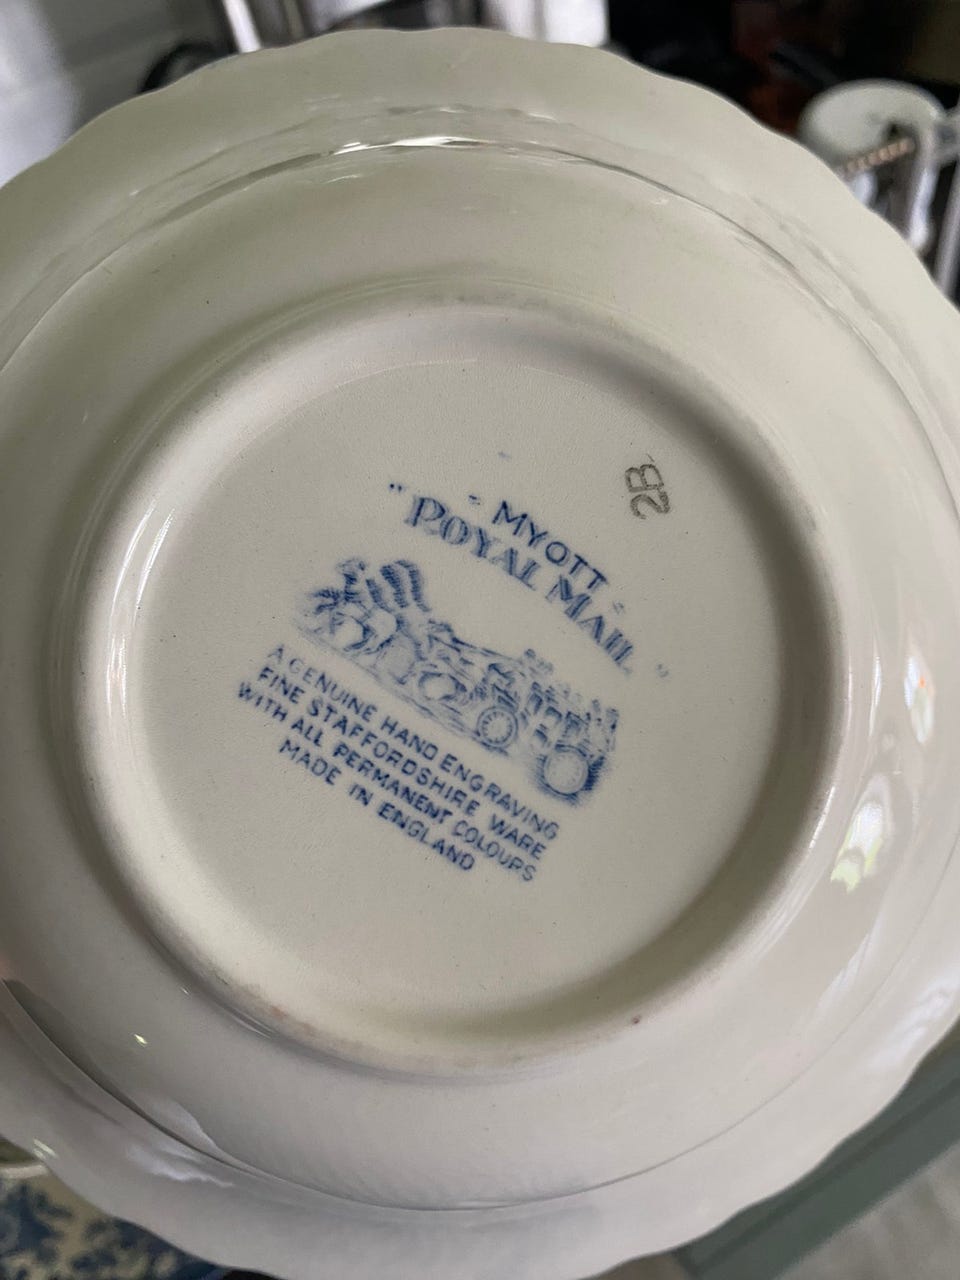 2B
"MYOTT"
"ROYAL MAIL"
A GENUINE HAND ENGRAVING
FINE STAFFORDSHIRE WARE
WITH ALL PERMANENT COLOURS
MADE IN ENGLAND